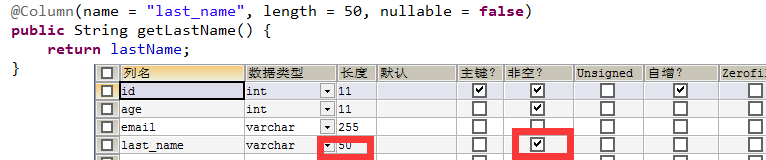 @Column(name = "last_name", length = 50, nullable = false)
public String getLastName() {
    return lastName;
}
列名 数据类型 长度 默认 主键? 非空? Unsigned 自增? Zerofil
id int 11
age int 11
email varchar 255
last_name varchar 50